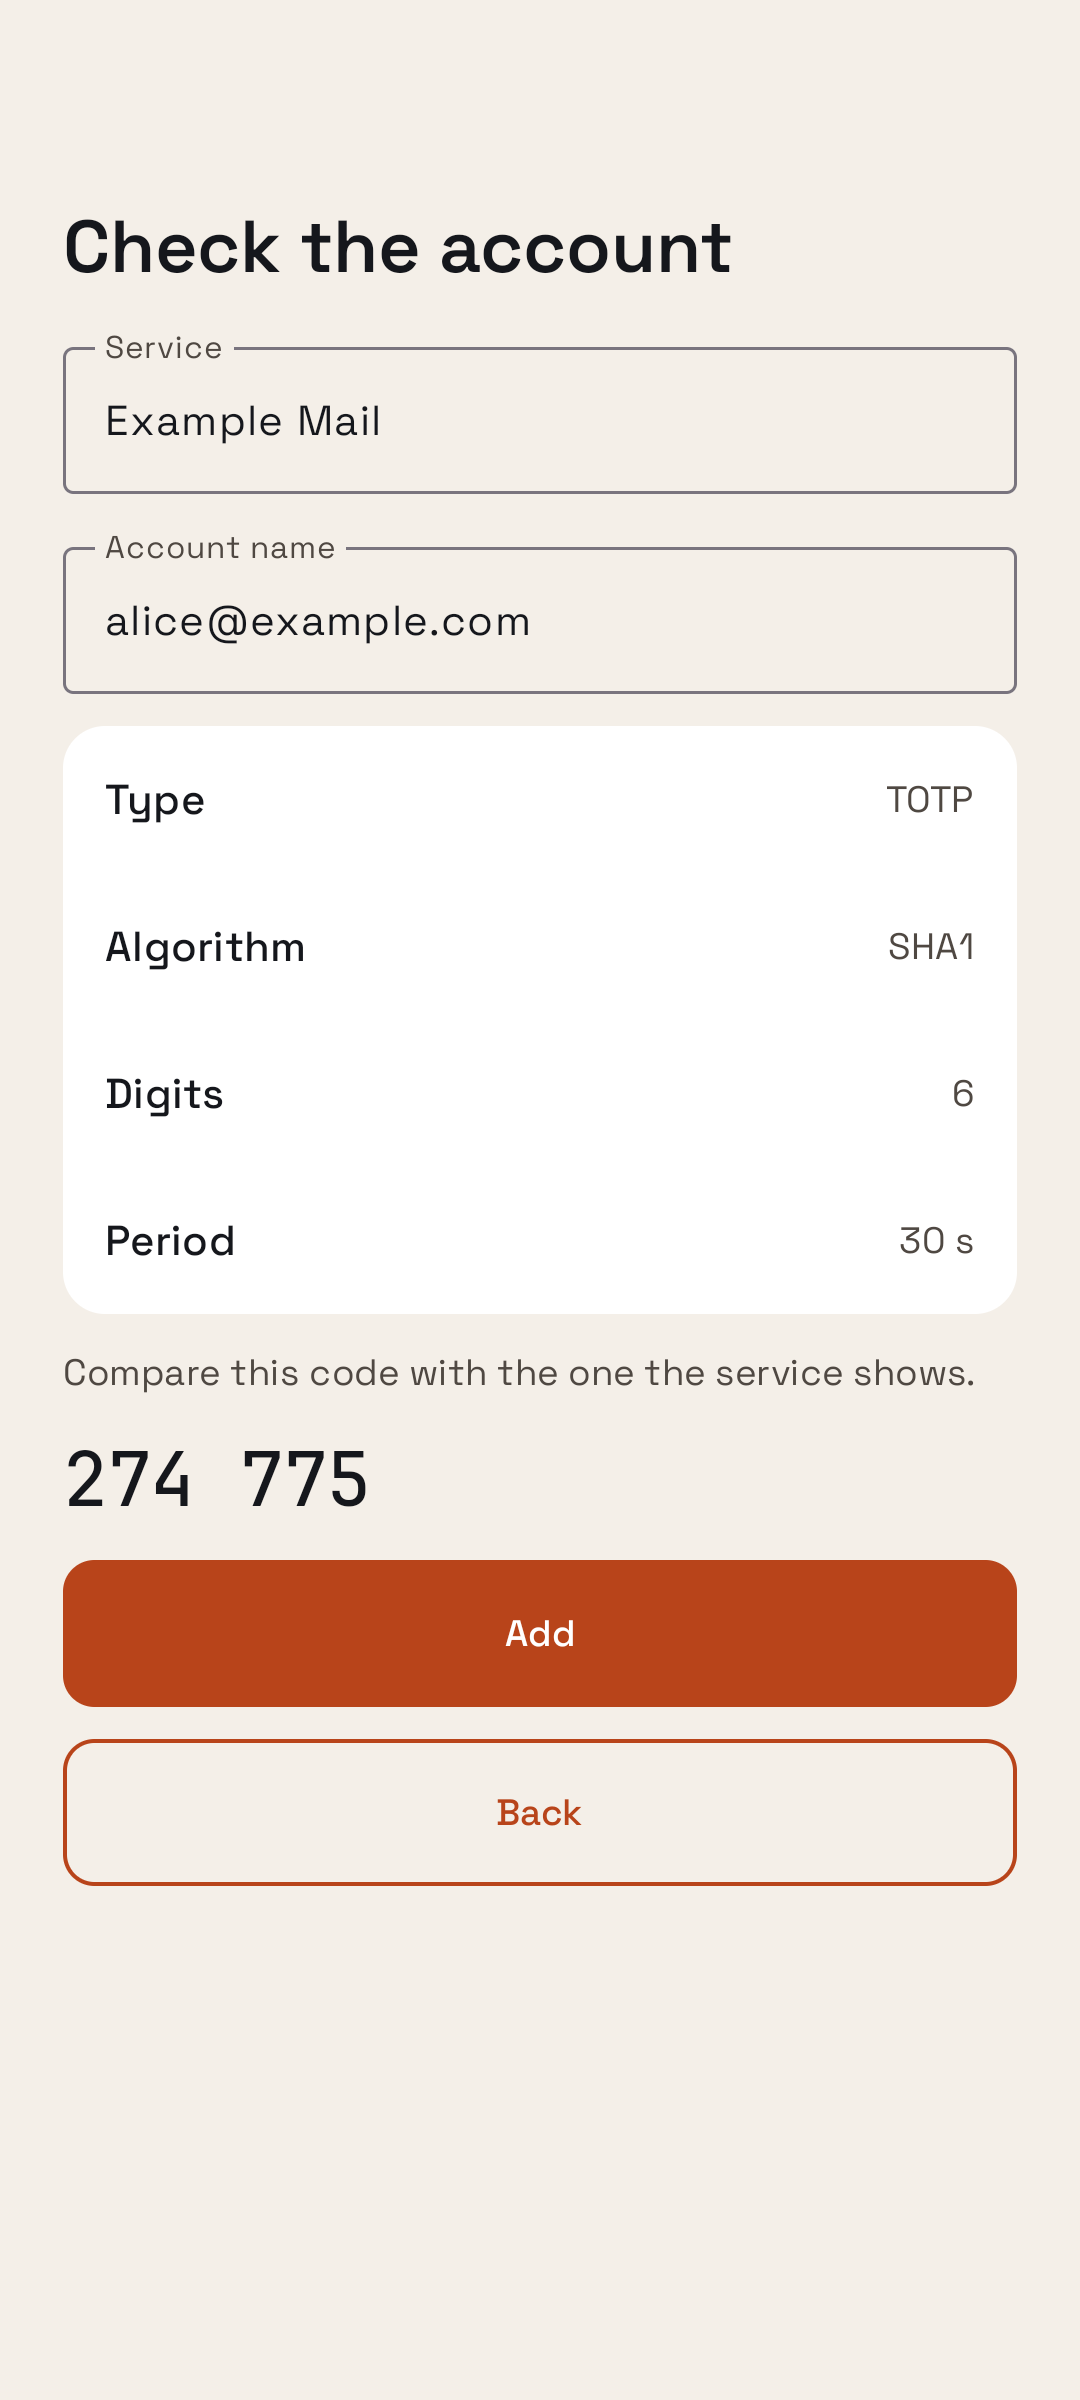 Check the account
Service
Example Mail
Account name
alice@example.com
Type TOTP
Algorithm SHA1
Digits 6
Period 30 s
Compare this code with the one the service shows.
274 775
Add
Back